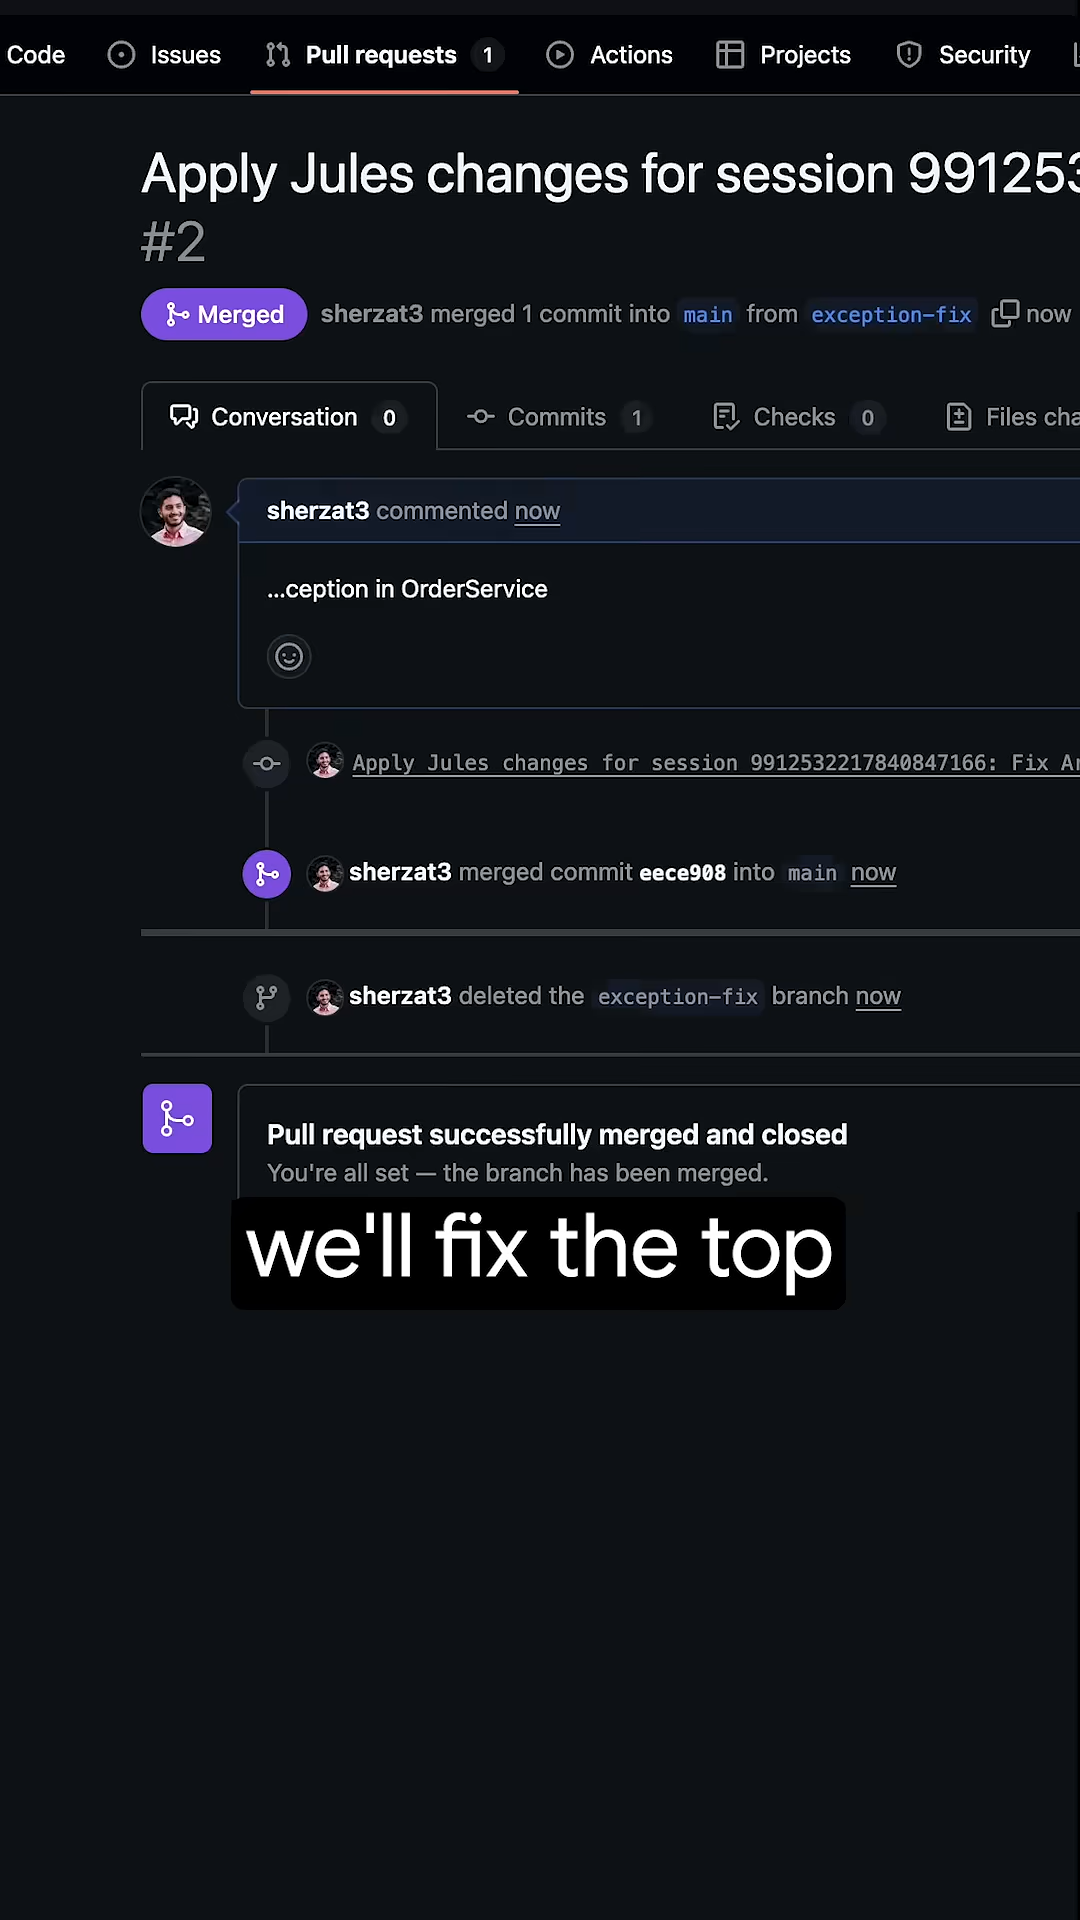 Code Issues Pull requests 1 Actions Projects Security
Apply Jules changes for session 991253
#2
Merged sherzat3 merged 1 commit into main from exception-fix now
Conversation 0 Commits 1 Checks 0 Files cha
sherzat3 commented now
...ception in OrderService
Apply Jules changes for session 9912532217840847166: Fix Ar
sherzat3 merged commit eece908 into main now
sherzat3 deleted the exception-fix branch now
Pull request successfully merged and closed
You're all set — the branch has been merged.
we'll fix the top